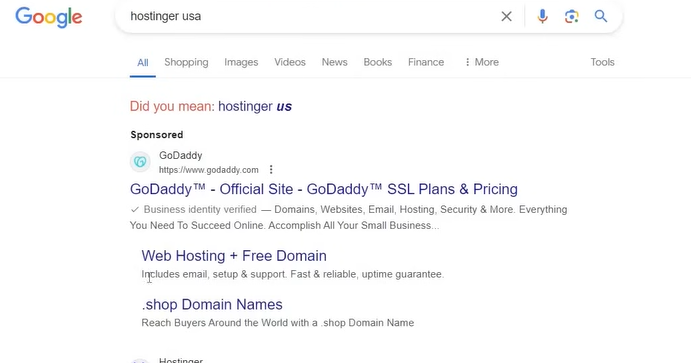 Google
hostinger usa
All Shopping Images Videos News Books Finance More Tools
Did you mean: hostinger us
Sponsored
GoDaddy
https://www.godaddy.com
GoDaddy™ - Official Site - GoDaddy™ SSL Plans & Pricing
Business identity verified — Domains, Websites, Email, Hosting, Security & More. Everything
You Need To Succeed Online. Accomplish All Your Small Business...
Web Hosting + Free Domain
Includes email, setup & support. Fast & reliable, uptime guarantee.
.shop Domain Names
Reach Buyers Around the World with a .shop Domain Name
Hostinger